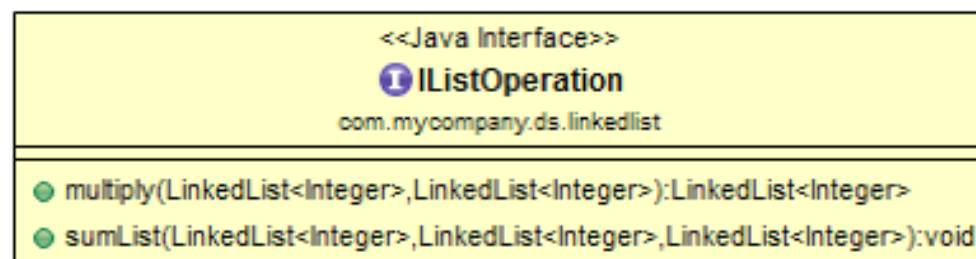 <<Java Interface>>
IListOperation
com.mycompany.ds.linkedlist
multiply(LinkedList<Integer>,LinkedList<Integer>):LinkedList<Integer>
sumList(LinkedList<Integer>,LinkedList<Integer>,LinkedList<Integer>):void